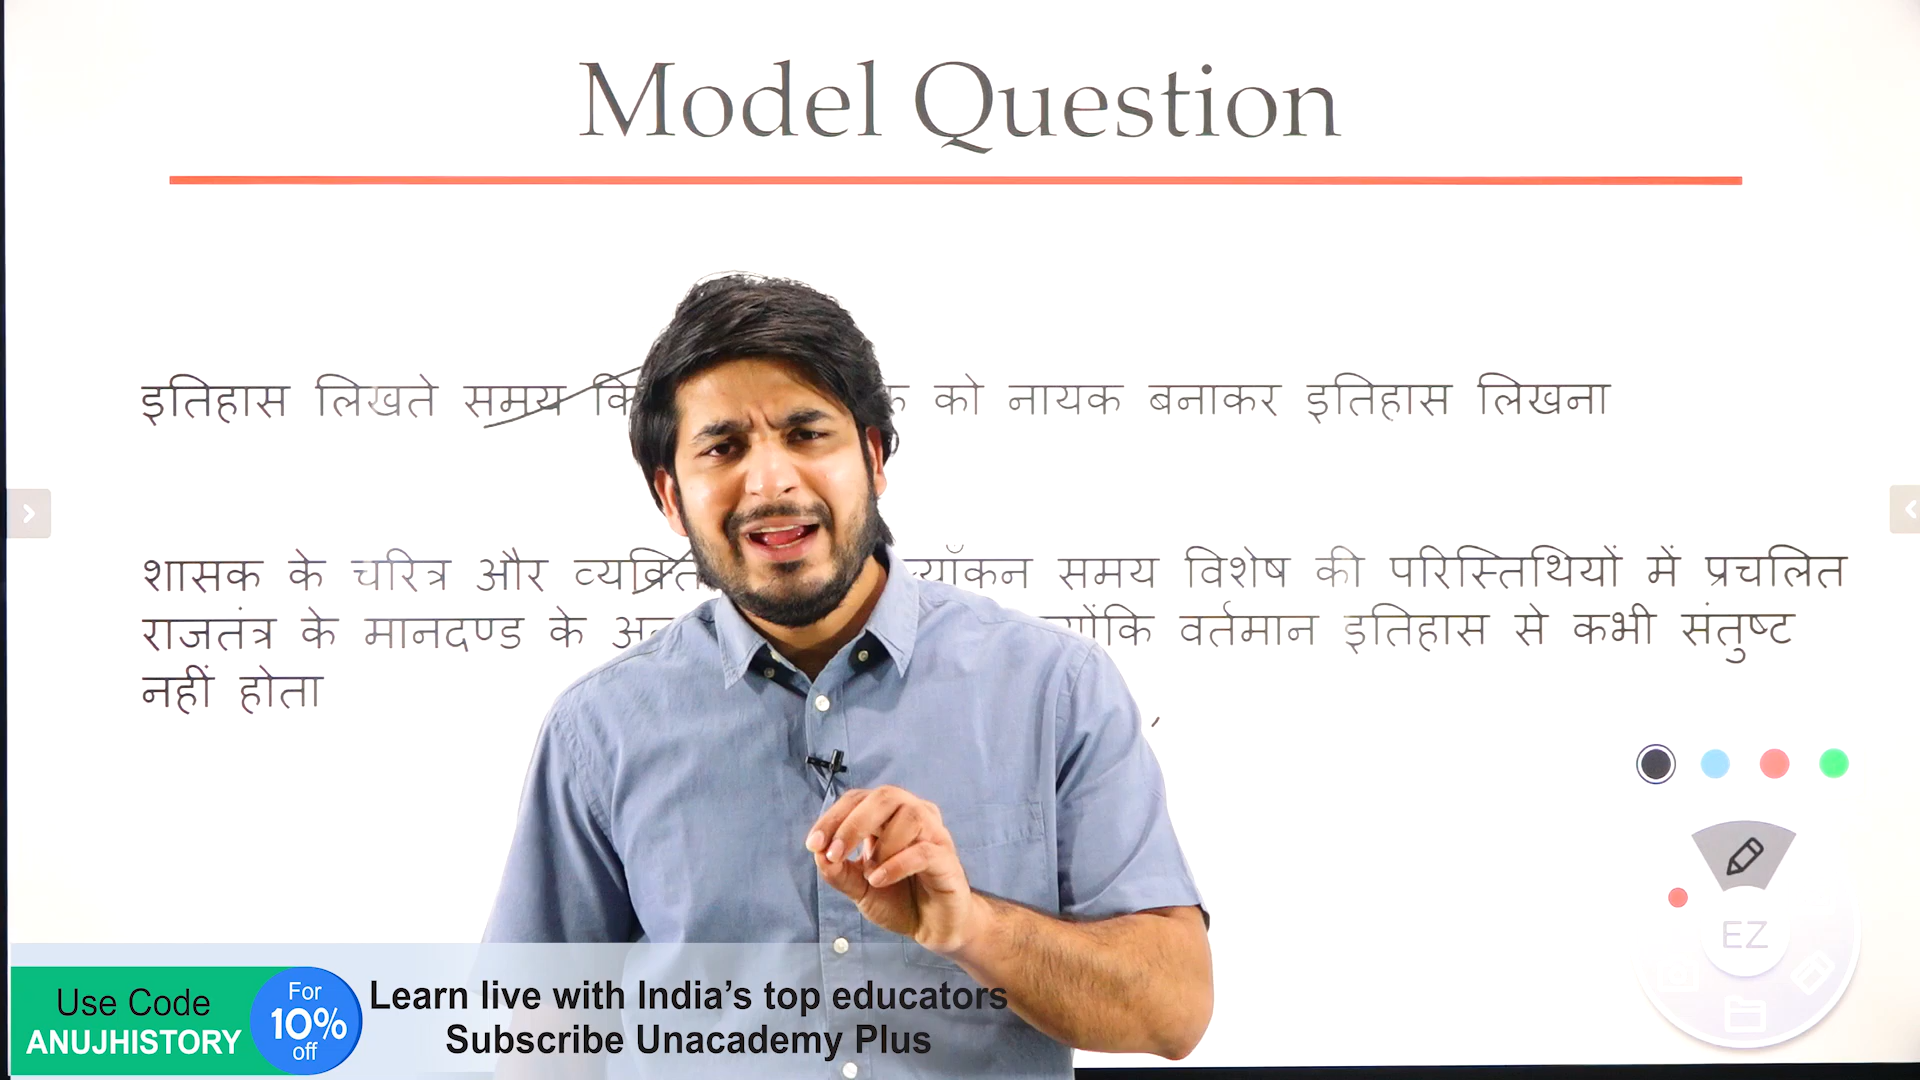 Model Question
इतिहास लिखते समय को नायक बनाकर इतिहास लिखना
शासक के चरित्र और समय विशेष की परिस्तिथियों में प्रचलित
राजतंत्र के मानदण्ड के वर्तमान इतिहास से कभी संतुष्ट
नहीं होता
EZ
Use Code
ANUJHISTORY
For
10%
off
Learn live with India's top educators
Subscribe Unacademy Plus